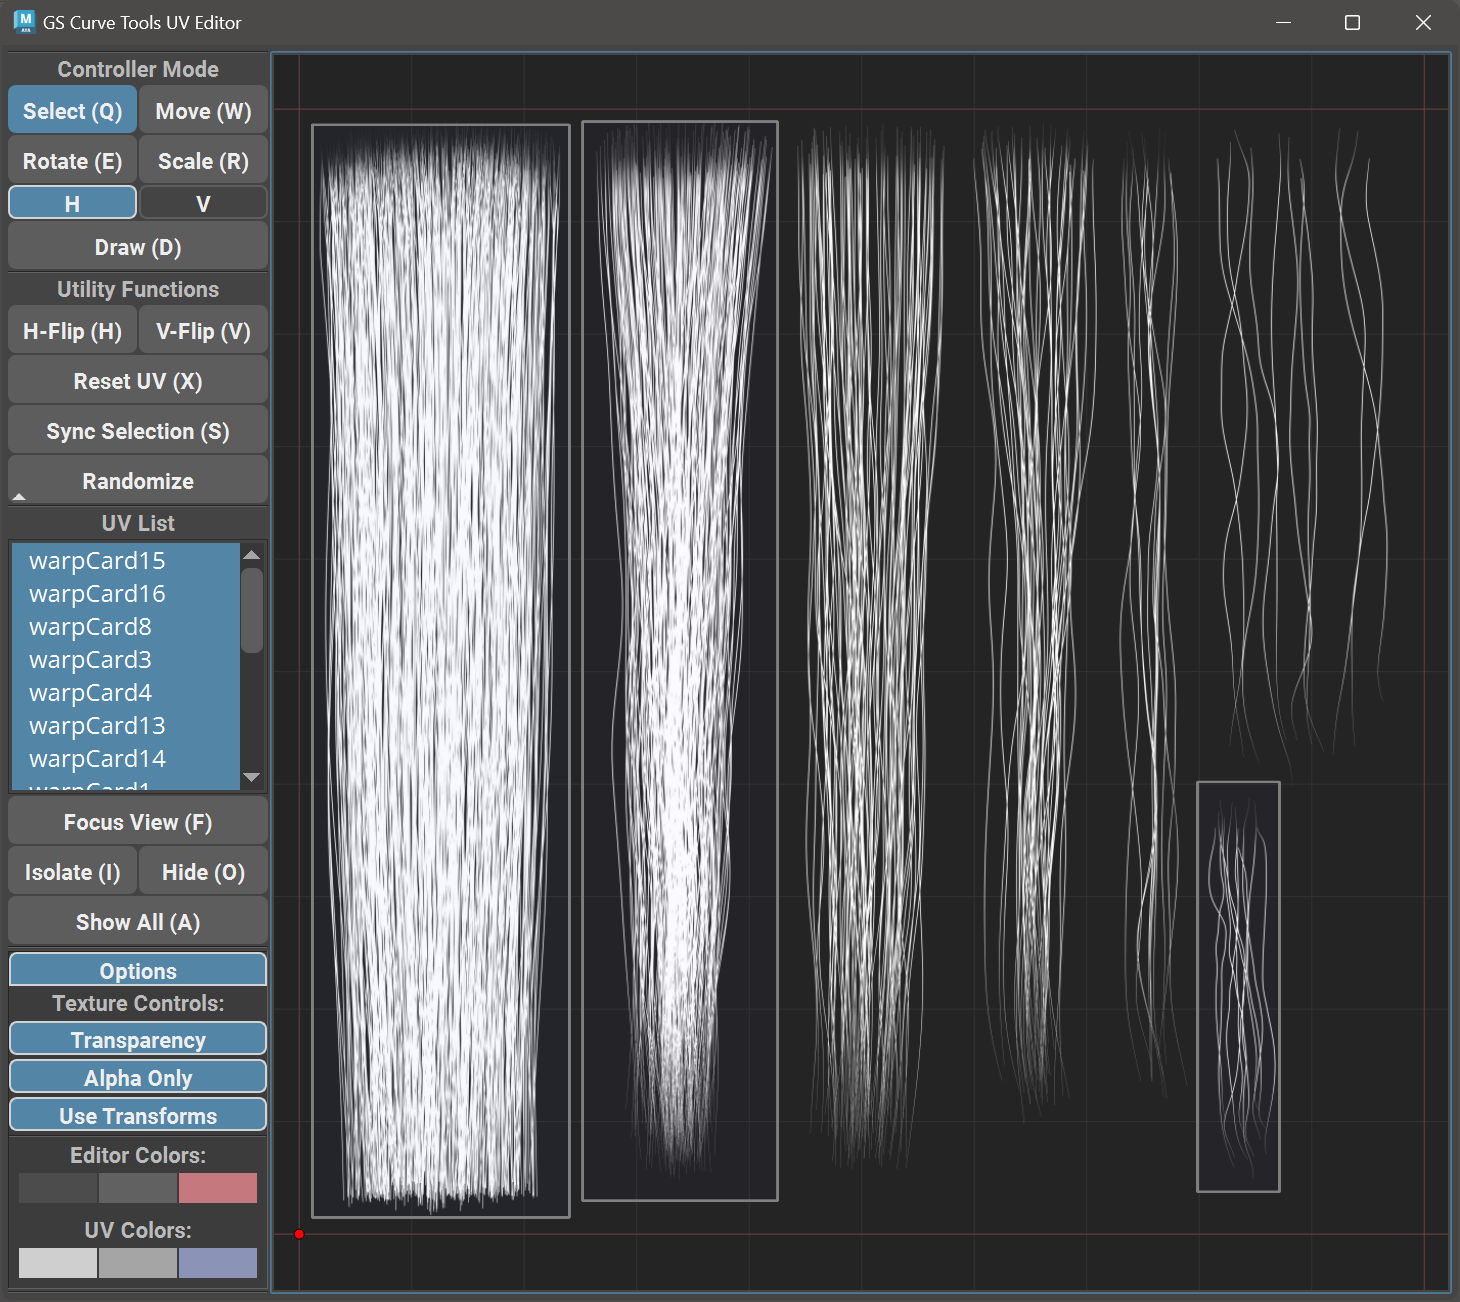 GS Curve Tools UV Editor
Controller Mode
Select (Q) Move (W)
Rotate (E) Scale (R)
H V
Draw (D)
Utility Functions
H-Flip (H) V-Flip (V)
Reset UV (X)
Sync Selection (S)
Randomize
UV List
warpCard15
warpCard16
warpCard8
warpCard3
warpCard4
warpCard13
warpCard14
Focus View (F)
Isolate (I) Hide (O)
Show All (A)
Options
Texture Controls:
Transparency
Alpha Only
Use Transforms
Editor Colors:
UV Colors: